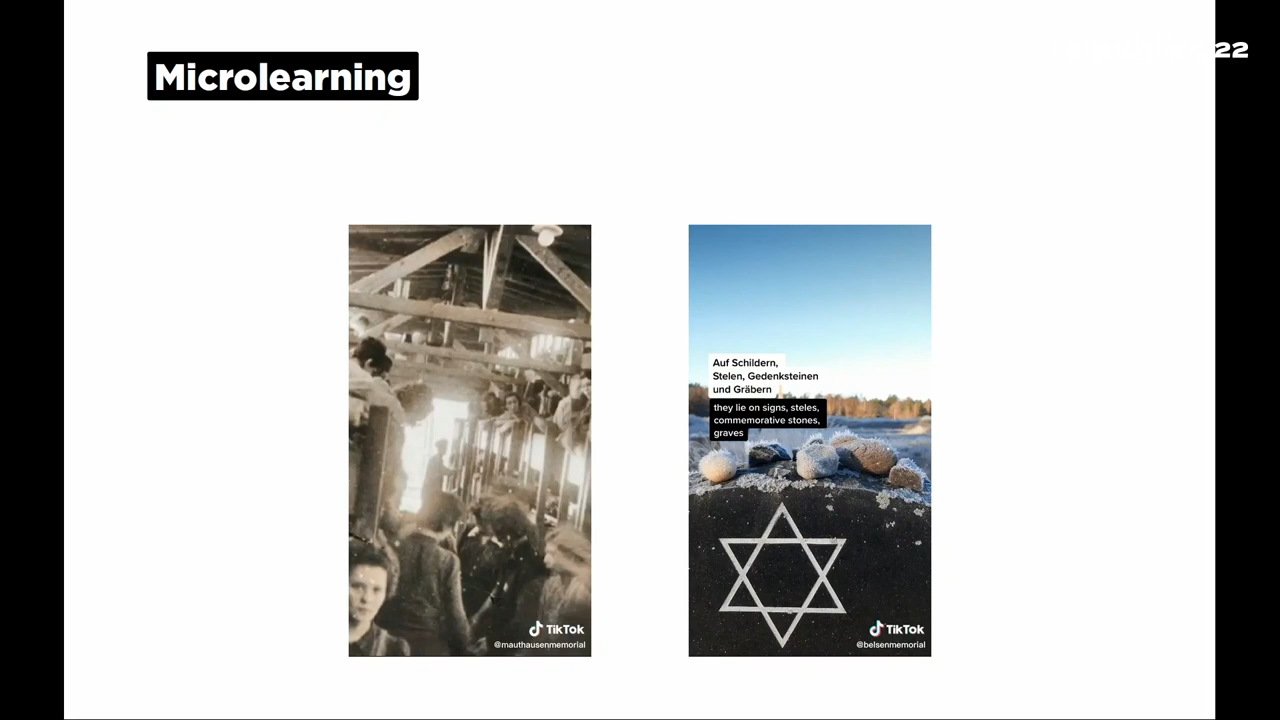 Microlearning
22
Auf Schildern,
Stelen, Gedenksteinen
und Gräbern
they lie on signs, steles,
commemorative stones,
graves
TikTok
@mauthausenmemorial
TikTok
@belsenmemorial